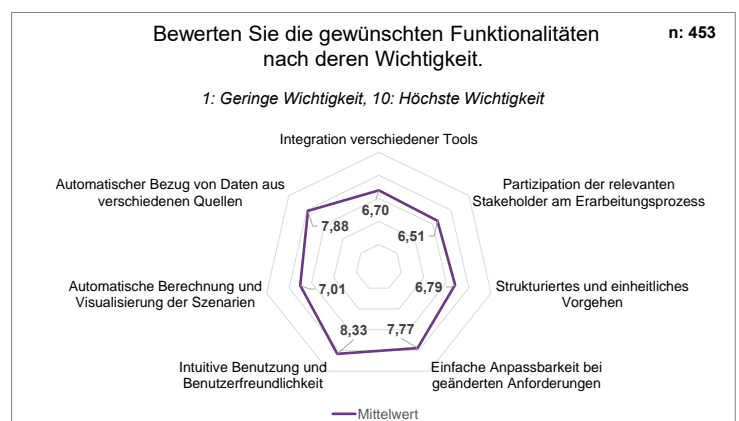 Bewerten Sie die gewünschten Funktionalitäten
nach deren Wichtigkeit.
n: 453
1: Geringe Wichtigkeit, 10: Höchste Wichtigkeit
Integration verschiedener Tools
Automatischer Bezug von Daten aus
verschiedenen Quellen
Partizipation der relevanten
Stakeholder am Erarbeitungsprozess
6,70
7,88
6,51
Automatische Berechnung und
Visualisierung der Szenarien
7,01
6,79
Strukturiertes und einheitliches
Vorgehen
8,33
7,77
Intuitive Benutzung und
Benutzerfreundlichkeit
Einfache Anpassbarkeit bei
geänderten Anforderungen
Mittelwert